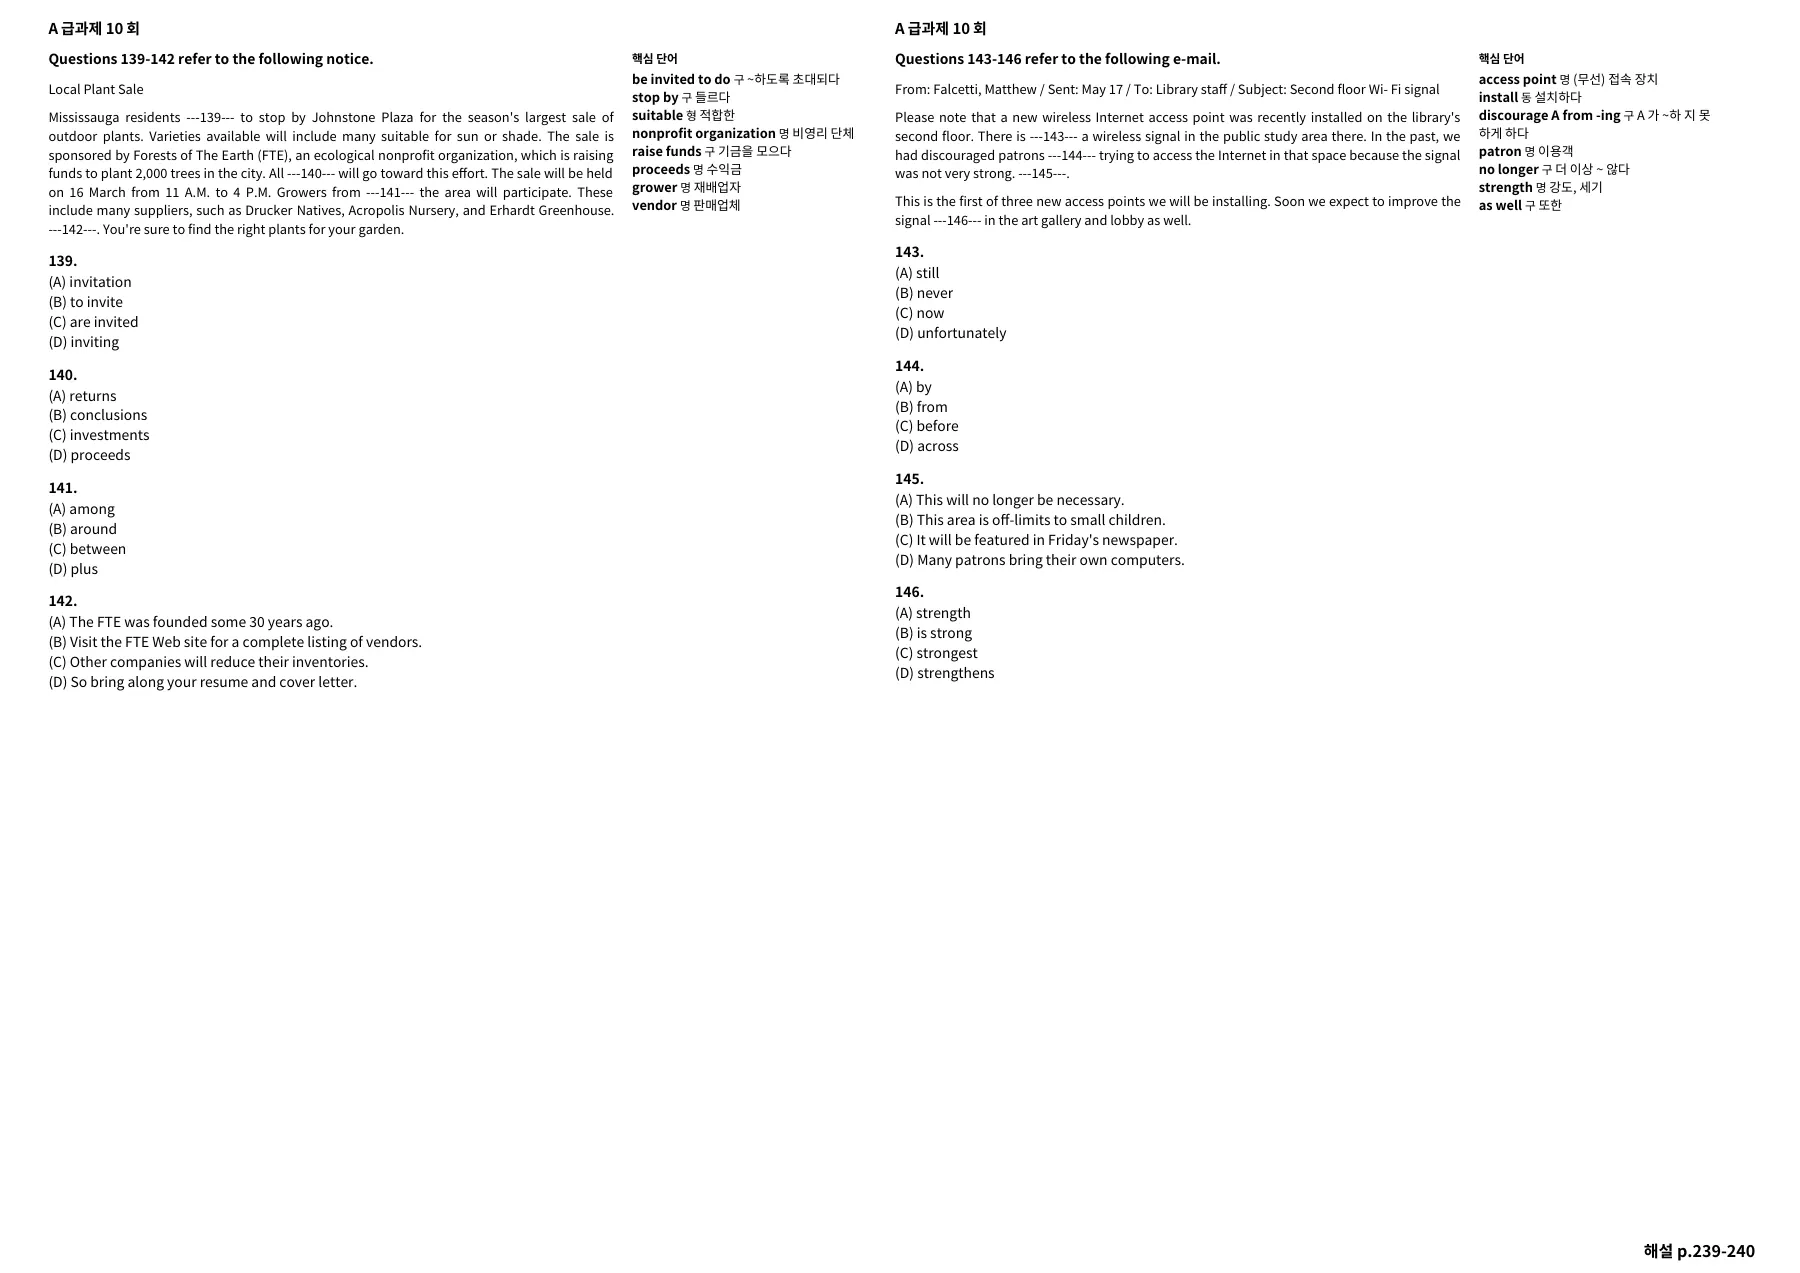 A 급과제 10 회
Questions 139-142 refer to the following notice.
Local Plant Sale
Mississauga residents ---139--- to stop by Johnstone Plaza for the season's largest sale of
outdoor plants. Varieties available will include many suitable for sun or shade. The sale is
sponsored by Forests of The Earth (FTE), an ecological nonprofit organization, which is raising
funds to plant 2,000 trees in the city. All ---140--- will go toward this effort. The sale will be held
on 16 March from 11 A.M. to 4 P.M. Growers from ---141--- the area will participate. These
include many suppliers, such as Drucker Natives, Acropolis Nursery, and Erhardt Greenhouse.
---142---. You're sure to find the right plants for your garden.
139.
(A) invitation
(B) to invite
(C) are invited
(D) inviting
140.
(A) returns
(B) conclusions
(C) investments
(D) proceeds
141.
(A) among
(B) around
(C) between
(D) plus
142.
(A) The FTE was founded some 30 years ago.
(B) Visit the FTE Web site for a complete listing of vendors.
(C) Other companies will reduce their inventories.
(D) So bring along your resume and cover letter.
핵심 단어
be invited to do 구 ~하도록 초대되다
stop by 구 들르다
suitable 형 적합한
nonprofit organization 명 비영리 단체
raise funds 구 기금을 모으다
proceeds 명 수익금
grower 명 재배업자
vendor 명 판매업체
A 급과제 10 회
Questions 143-146 refer to the following e-mail.
From: Falcetti, Matthew / Sent: May 17 / To: Library staff / Subject: Second floor Wi- Fi signal
Please note that a new wireless Internet access point was recently installed on the library's
second floor. There is ---143--- a wireless signal in the public study area there. In the past, we
had discouraged patrons ---144--- trying to access the Internet in that space because the signal
was not very strong. ---145---.
This is the first of three new access points we will be installing. Soon we expect to improve the
signal ---146--- in the art gallery and lobby as well.
143.
(A) still
(B) never
(C) now
(D) unfortunately
144.
(A) by
(B) from
(C) before
(D) across
145.
(A) This will no longer be necessary.
(B) This area is off-limits to small children.
(C) It will be featured in Friday's newspaper.
(D) Many patrons bring their own computers.
146.
(A) strength
(B) is strong
(C) strongest
(D) strengthens
핵심 단어
access point 명 (무선) 접속 장치
install 동 설치하다
discourage A from -ing 구 A 가 ~하 지 못
하게 하다
patron 명 이용객
no longer 구 더 이상 ~ 않다
strength 명 강도, 세기
as well 구 또한
해설 p.239-240